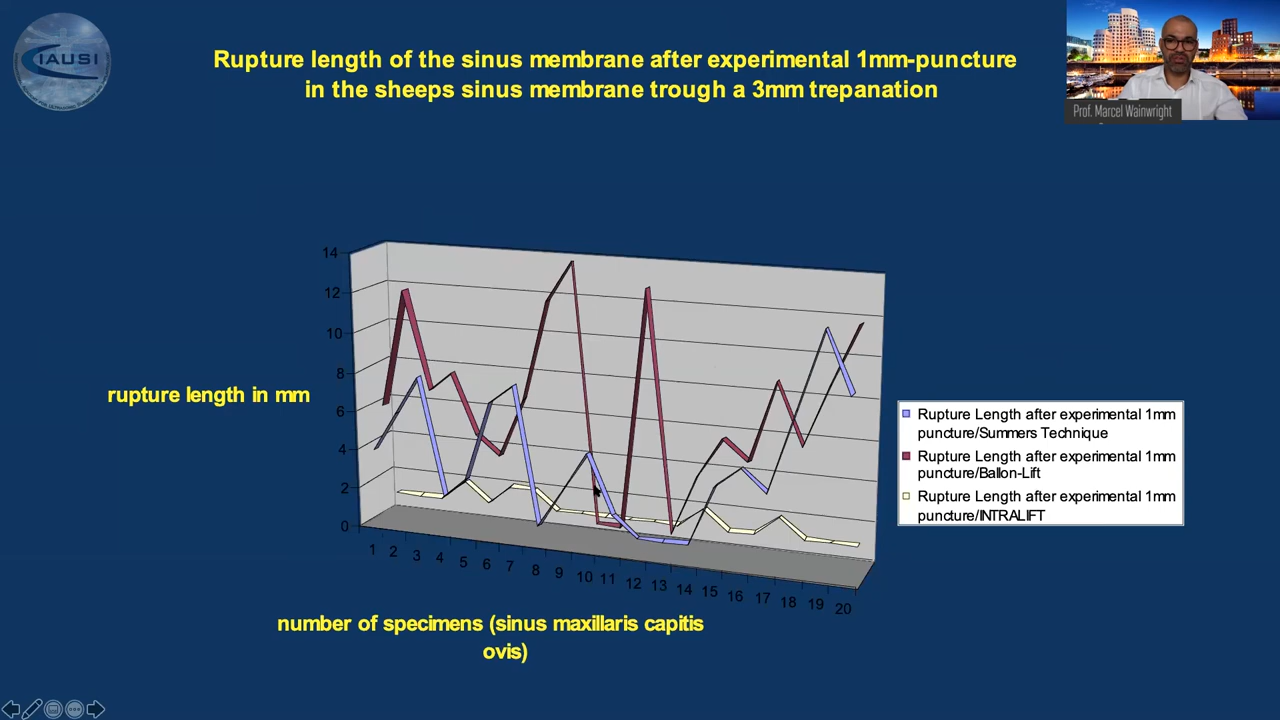 IAUSI
Rupture length of the sinus membrane after experimental 1mm-puncture
in the sheeps sinus membrane trough a 3mm trepanation
Prof. Marcel Wainwright
14
12
10
8
6
4
2
0
rupture length in mm
1 2 3 4 5 6 7 8 9 10 11 12 13 14 15 16 17 18 19 20
number of specimens (sinus maxillaris capitis
ovis)
Rupture Length after experimental 1mm
puncture/Summers Technique
Rupture Length after experimental 1mm
puncture/Ballon-Lift
Rupture Length after experimental 1mm
puncture/INTRALIFT